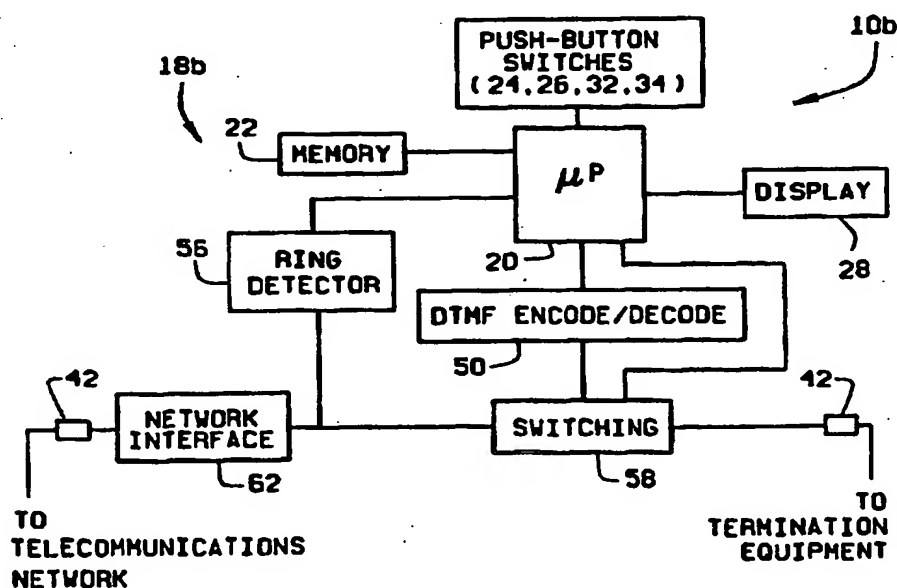 10b
PUSH-BUTTON
SWITCHES
(24,26,32,34)
18b
22
MEMORY
μP
DISPLAY
28
56
RING
DETECTOR
20
DTMF ENCODE/DECODE
50
42
NETWORK
INTERFACE
62
SWITCHING
58
42
TO
TELECOMMUNICATIONS
NETWORK
TO
TERMINATION
EQUIPMENT